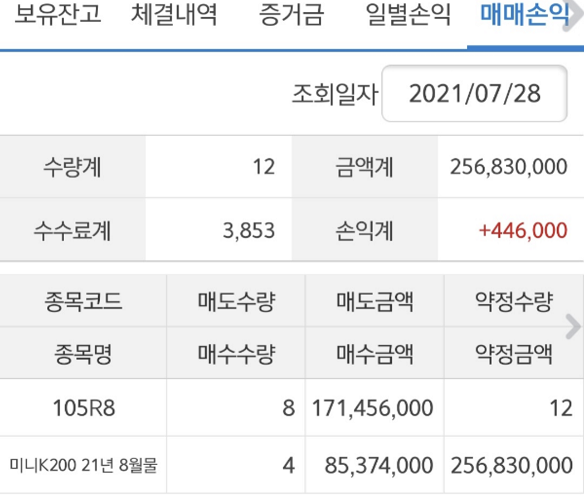 보유잔고 체결내역 증거금 일별손익 매매손익
조회일자 2021/07/28
수량계 12 금액계 256,830,000
수수료계 3,853 손익계 +446,000
종목코드 매도수량 매도금액 약정수량
종목명 매수수량 매수금액 약정금액
105R8 8 171,456,000 12
미니K200 21년 8월물 4 85,374,000 256,830,000